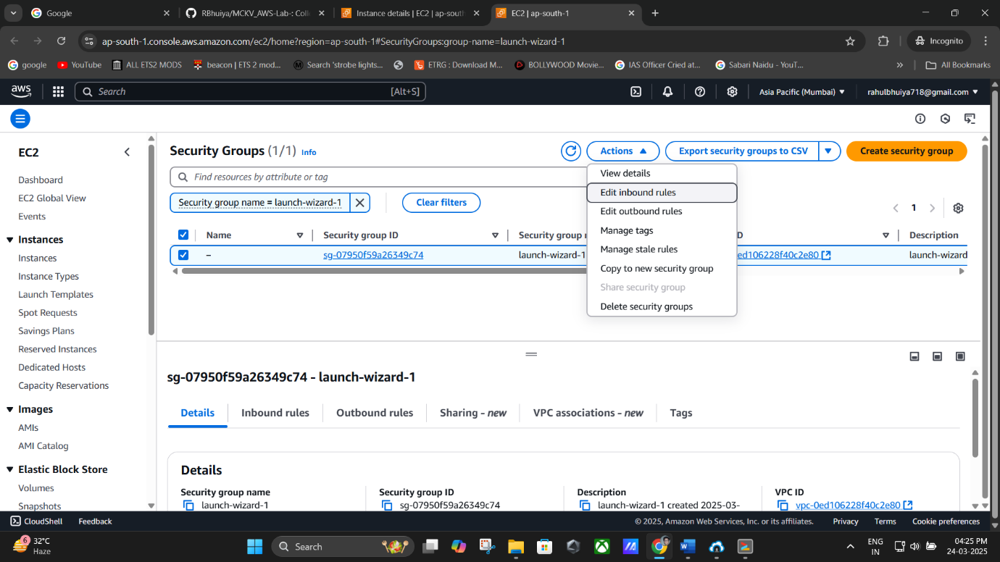 Google
RBhuiya/MCKV_AWS-Lab-: Coll
Instance details | EC2 | ap-sout
EC2 | ap-south-1
ap-south-1.console.aws.amazon.com/ec2/home?region=ap-south-1#SecurityGroups:group-name=launch-wizard-1
Incognito
google
YouTube
ALL ETS2 MODS
beacon | ETS 2 mod...
Search 'strobe lights...
ETRG : Download M...
BOLLYWOOD Movie...
IAS Officer Cried at...
Sabari Naidu - YouT...
All Bookmarks
aws
Search [Alt+S]
Asia Pacific (Mumbai)
rahulbhuiya718@gmail.com
EC2
Dashboard
EC2 Global View
Events
Instances
Instances
Instance Types
Launch Templates
Spot Requests
Savings Plans
Reserved Instances
Dedicated Hosts
Capacity Reservations
Images
AMIs
AMI Catalog
Elastic Block Store
Volumes
Snapshots
Security Groups (1/1) Info
Actions
Export security groups to CSV
Create security group
Find resources by attribute or tag
Security group name = launch-wizard-1
Clear filters
1
View details
Edit inbound rules
Edit outbound rules
Manage tags
Manage stale rules
Copy to new security group
Share security group
Delete security groups
Name Security group ID Security group Description
– sg-07950f59a26349c74 launch-wizard-1 ed106228f40c2e80 launch-wizard
sg-07950f59a26349c74 - launch-wizard-1
Details Inbound rules Outbound rules Sharing - new VPC associations - new Tags
Details
Security group name
launch-wizard-1
Security group ID
sg-07950f59a26349c74
Description
launch-wizard-1 created 2025-03-
VPC ID
vpc-0ed106228f40c2e80
CloudShell Feedback
© 2025, Amazon Web Services, Inc. or its affiliates. Privacy Terms Cookie preferences
6
32°C
Haze
Search
ENG
IN
04:25 PM
24-03-2025